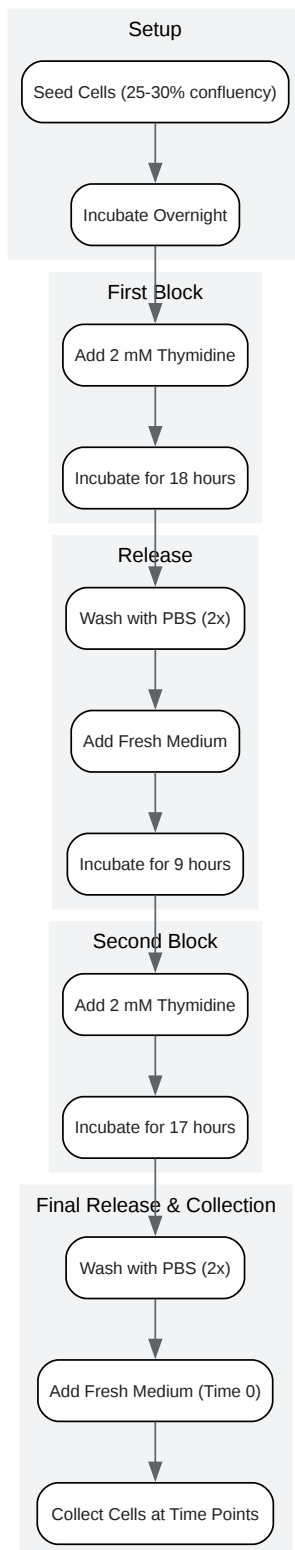 Setup
Seed Cells (25-30% confluency)
Incubate Overnight
First Block
Add 2 mM Thymidine
Incubate for 18 hours
Release
Wash with PBS (2x)
Add Fresh Medium
Incubate for 9 hours
Second Block
Add 2 mM Thymidine
Incubate for 17 hours
Final Release & Collection
Wash with PBS (2x)
Add Fresh Medium (Time 0)
Collect Cells at Time Points